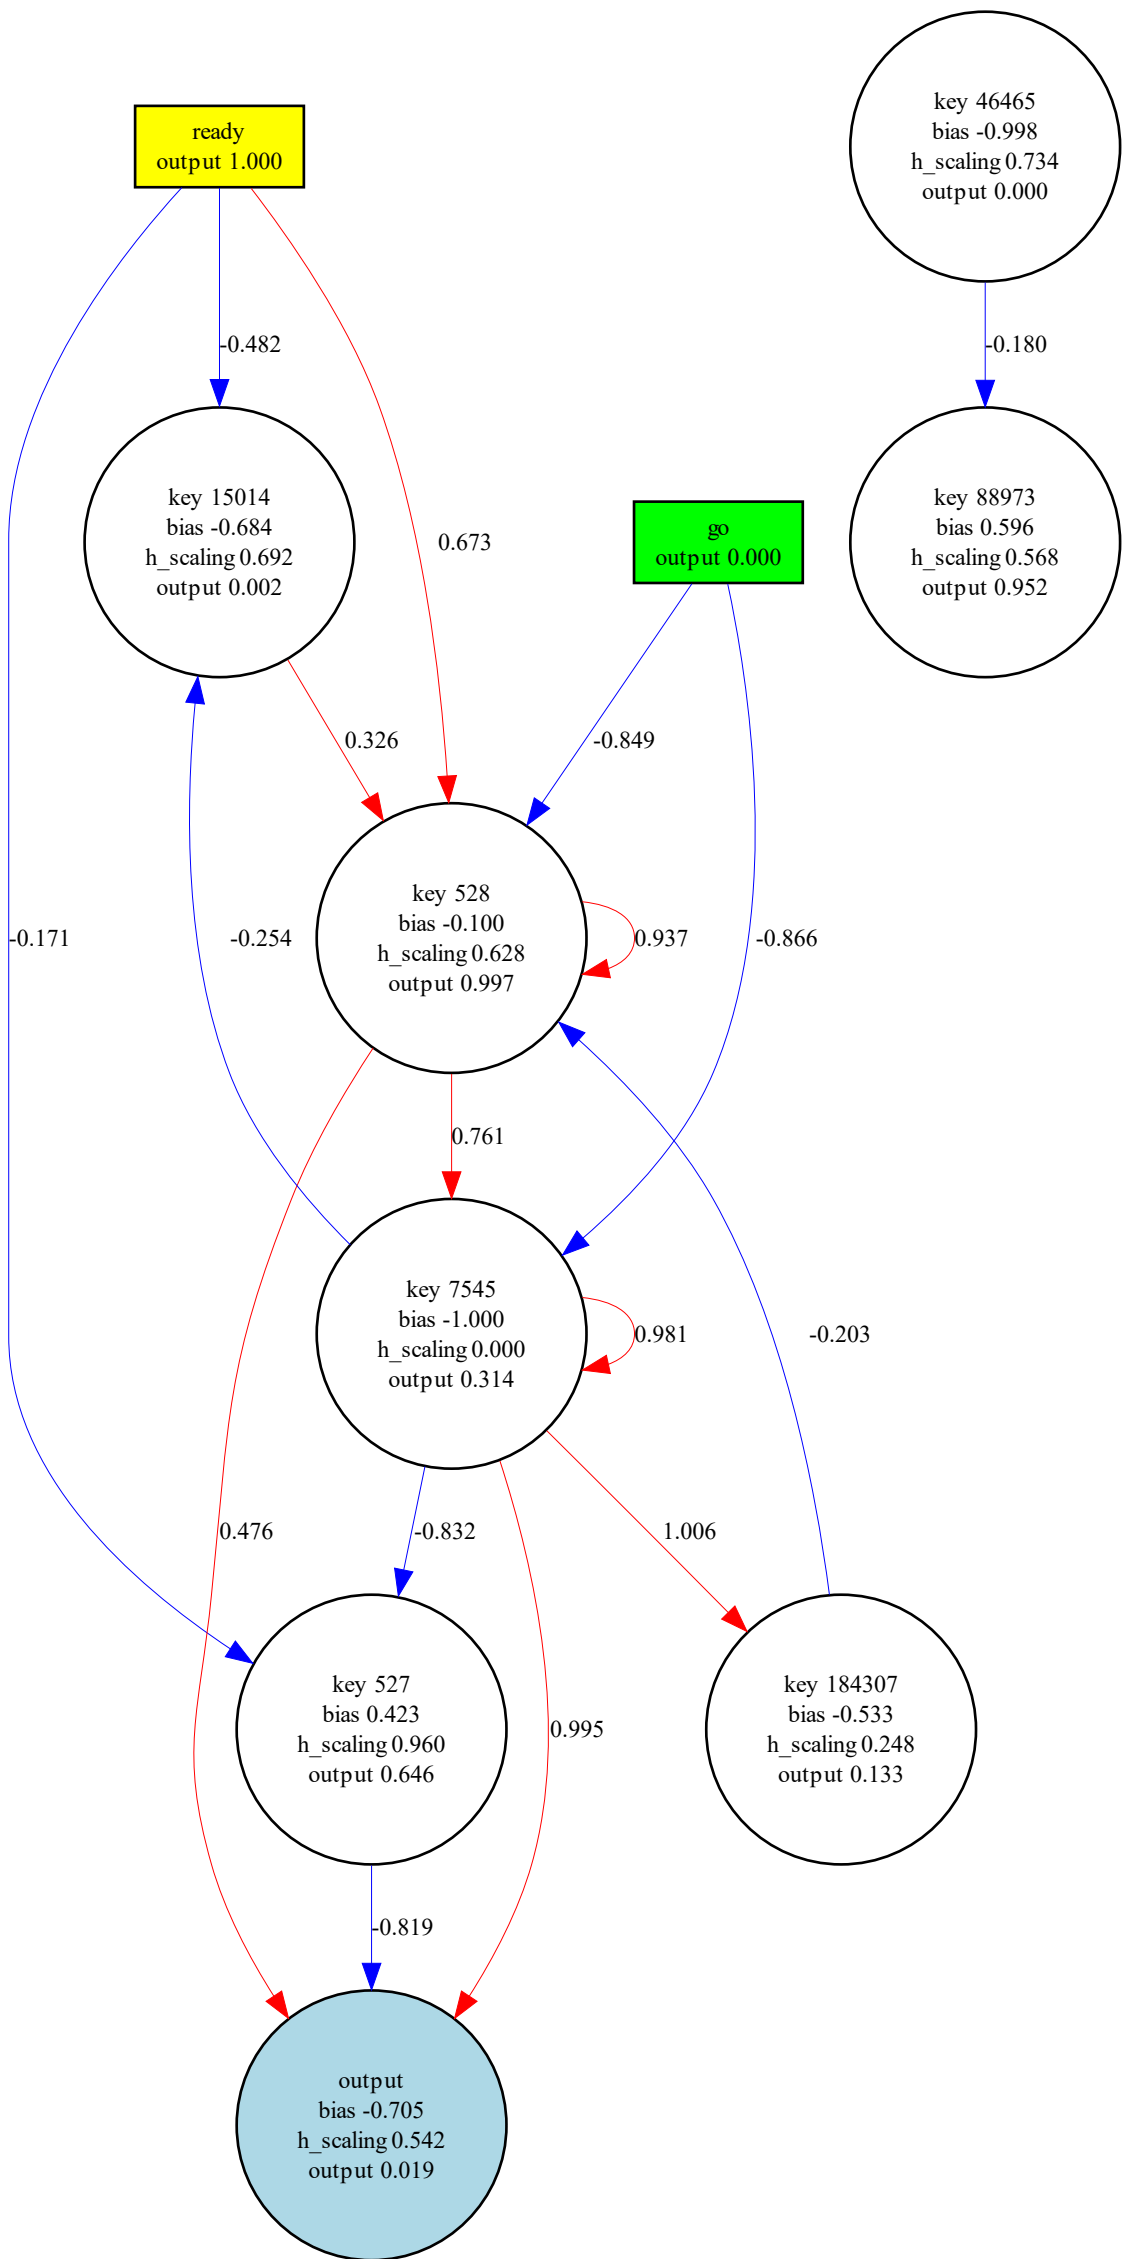 key 46465
bias -0.998
h_scaling 0.734
output 0.000
ready
output 1.000
-0.482
-0.180
key 15014
bias -0.684
h_scaling 0.692
output 0.002
0.673
go
output 0.000
key 88973
bias 0.596
h_scaling 0.568
output 0.952
0.326
-0.849
-0.171
-0.254
key 528
bias -0.100
h_scaling 0.628
output 0.997
0.937
-0.866
0.761
key 7545
bias -1.000
h_scaling 0.000
output 0.314
0.981
-0.203
0.476
-0.832
1.006
key 527
bias 0.423
h_scaling 0.960
output 0.646
0.995
key 184307
bias -0.533
h_scaling 0.248
output 0.133
-0.819
output
bias -0.705
h_scaling 0.542
output 0.019